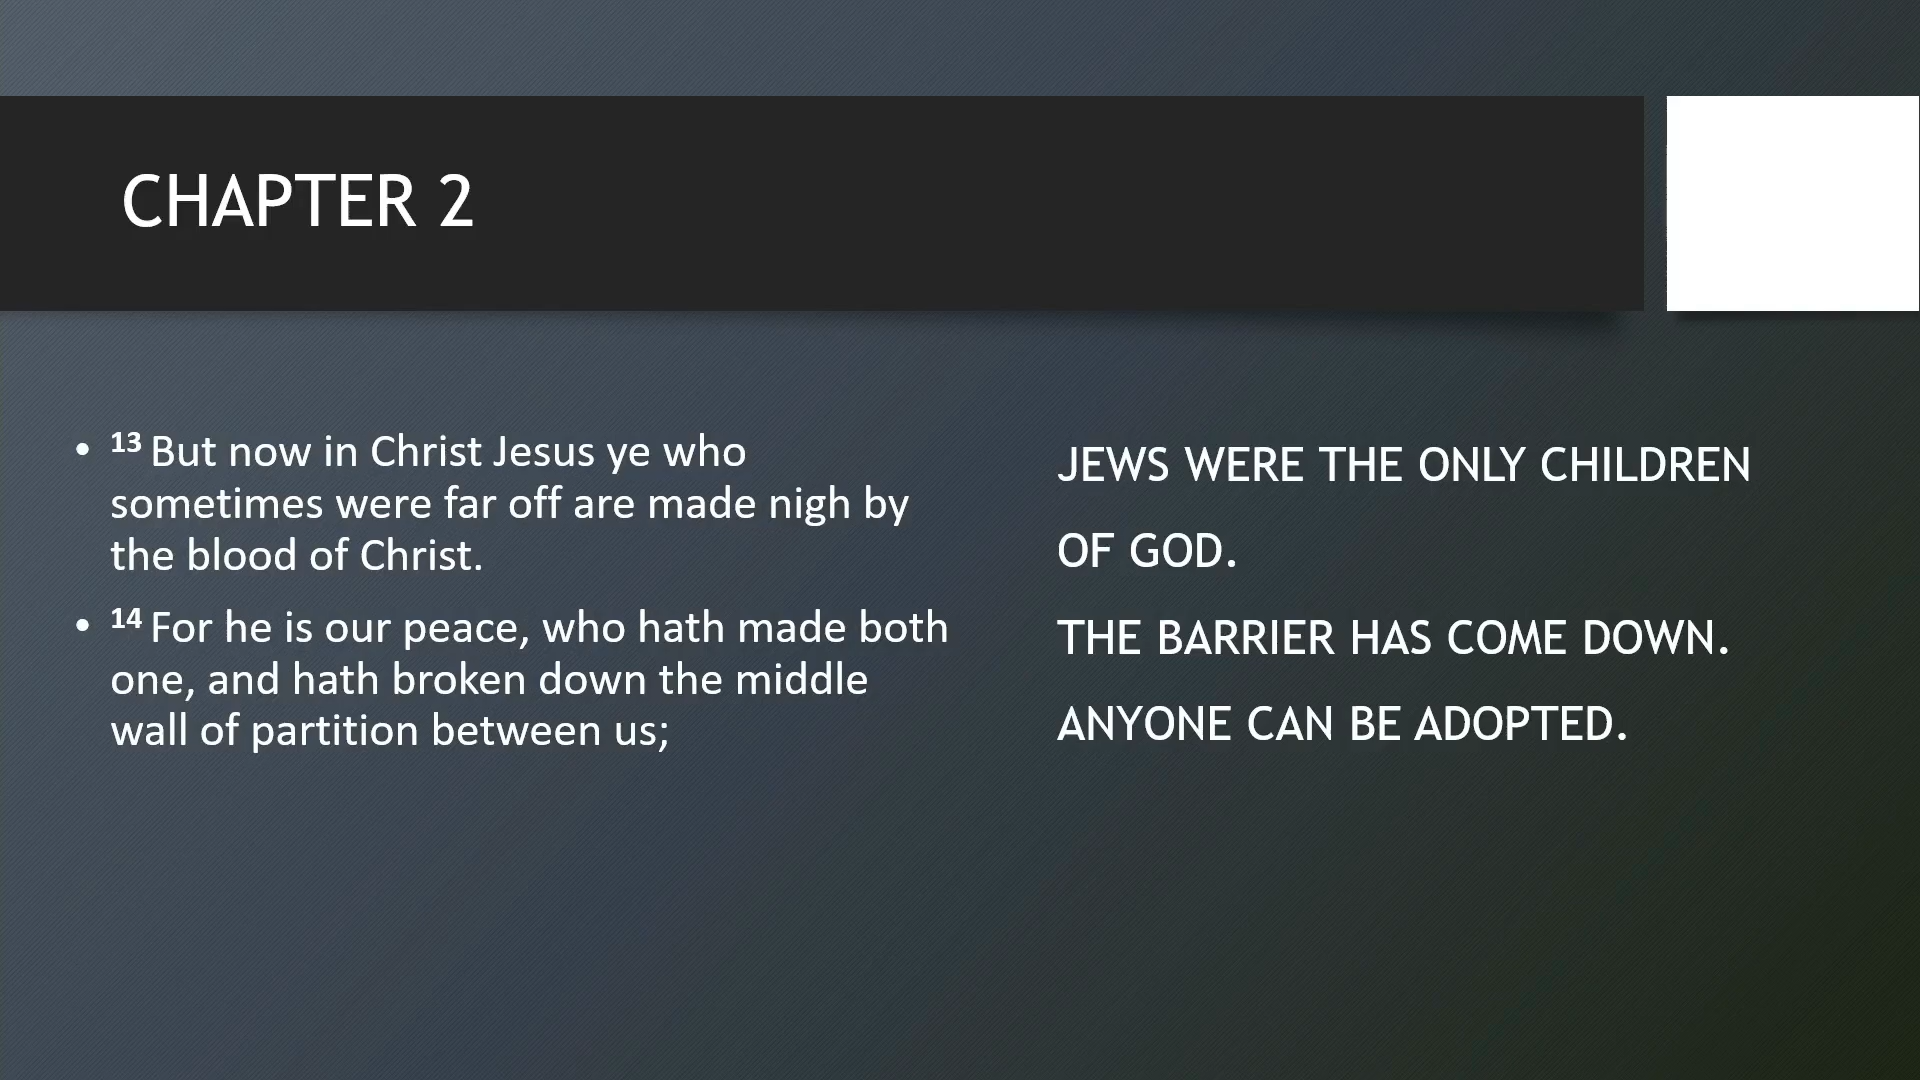 CHAPTER 2
• 13 But now in Christ Jesus ye who
sometimes were far off are made nigh by
the blood of Christ.
• 14 For he is our peace, who hath made both
one, and hath broken down the middle
wall of partition between us;
JEWS WERE THE ONLY CHILDREN
OF GOD.
THE BARRIER HAS COME DOWN.
ANYONE CAN BE ADOPTED.